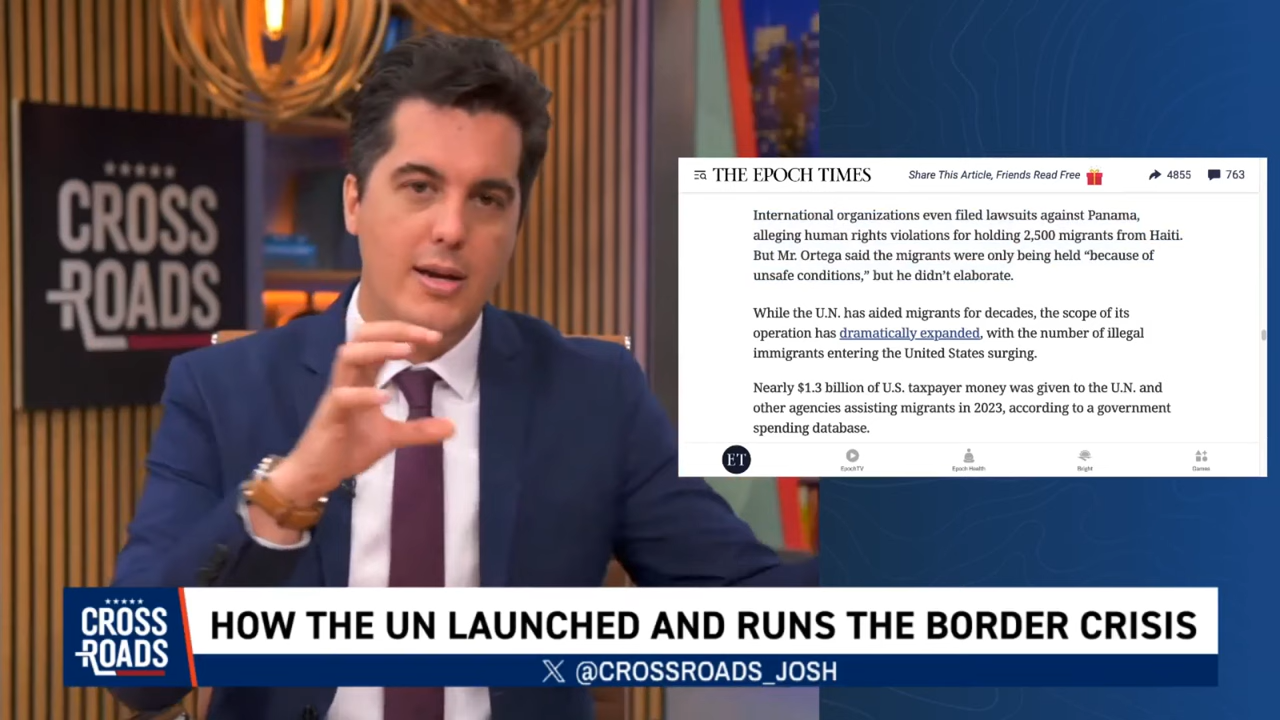 CROSS
ROADS
THE EPOCH TIMES
Share This Article, Friends Read Free
4855
763
International organizations even filed lawsuits against Panama,
alleging human rights violations for holding 2,500 migrants from Haiti.
But Mr. Ortega said the migrants were only being held “because of
unsafe conditions,” but he didn’t elaborate.
While the U.N. has aided migrants for decades, the scope of its
operation has dramatically expanded, with the number of illegal
immigrants entering the United States surging.
Nearly $1.3 billion of U.S. taxpayer money was given to the U.N. and
other agencies assisting migrants in 2023, according to a government
spending database.
ET
EpochTV
Epoch Health
Bright
Games
CROSS
ROADS
HOW THE UN LAUNCHED AND RUNS THE BORDER CRISIS
X @CROSSROADS_JOSH